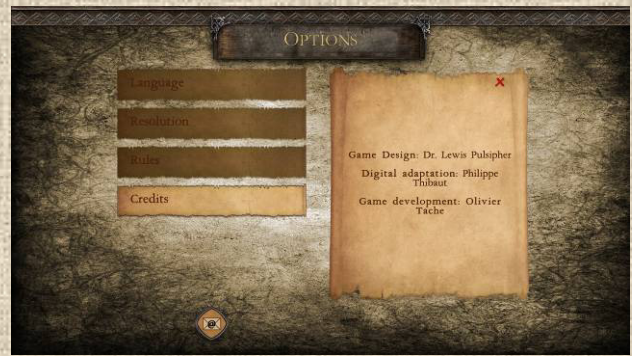 OPTIONS
Language
Resolution
Rules
Credits
Game Design: Dr. Lewis Pulsipher
Digital adaptation: Philippe
Thibaut
Game development: Olivier
Tache